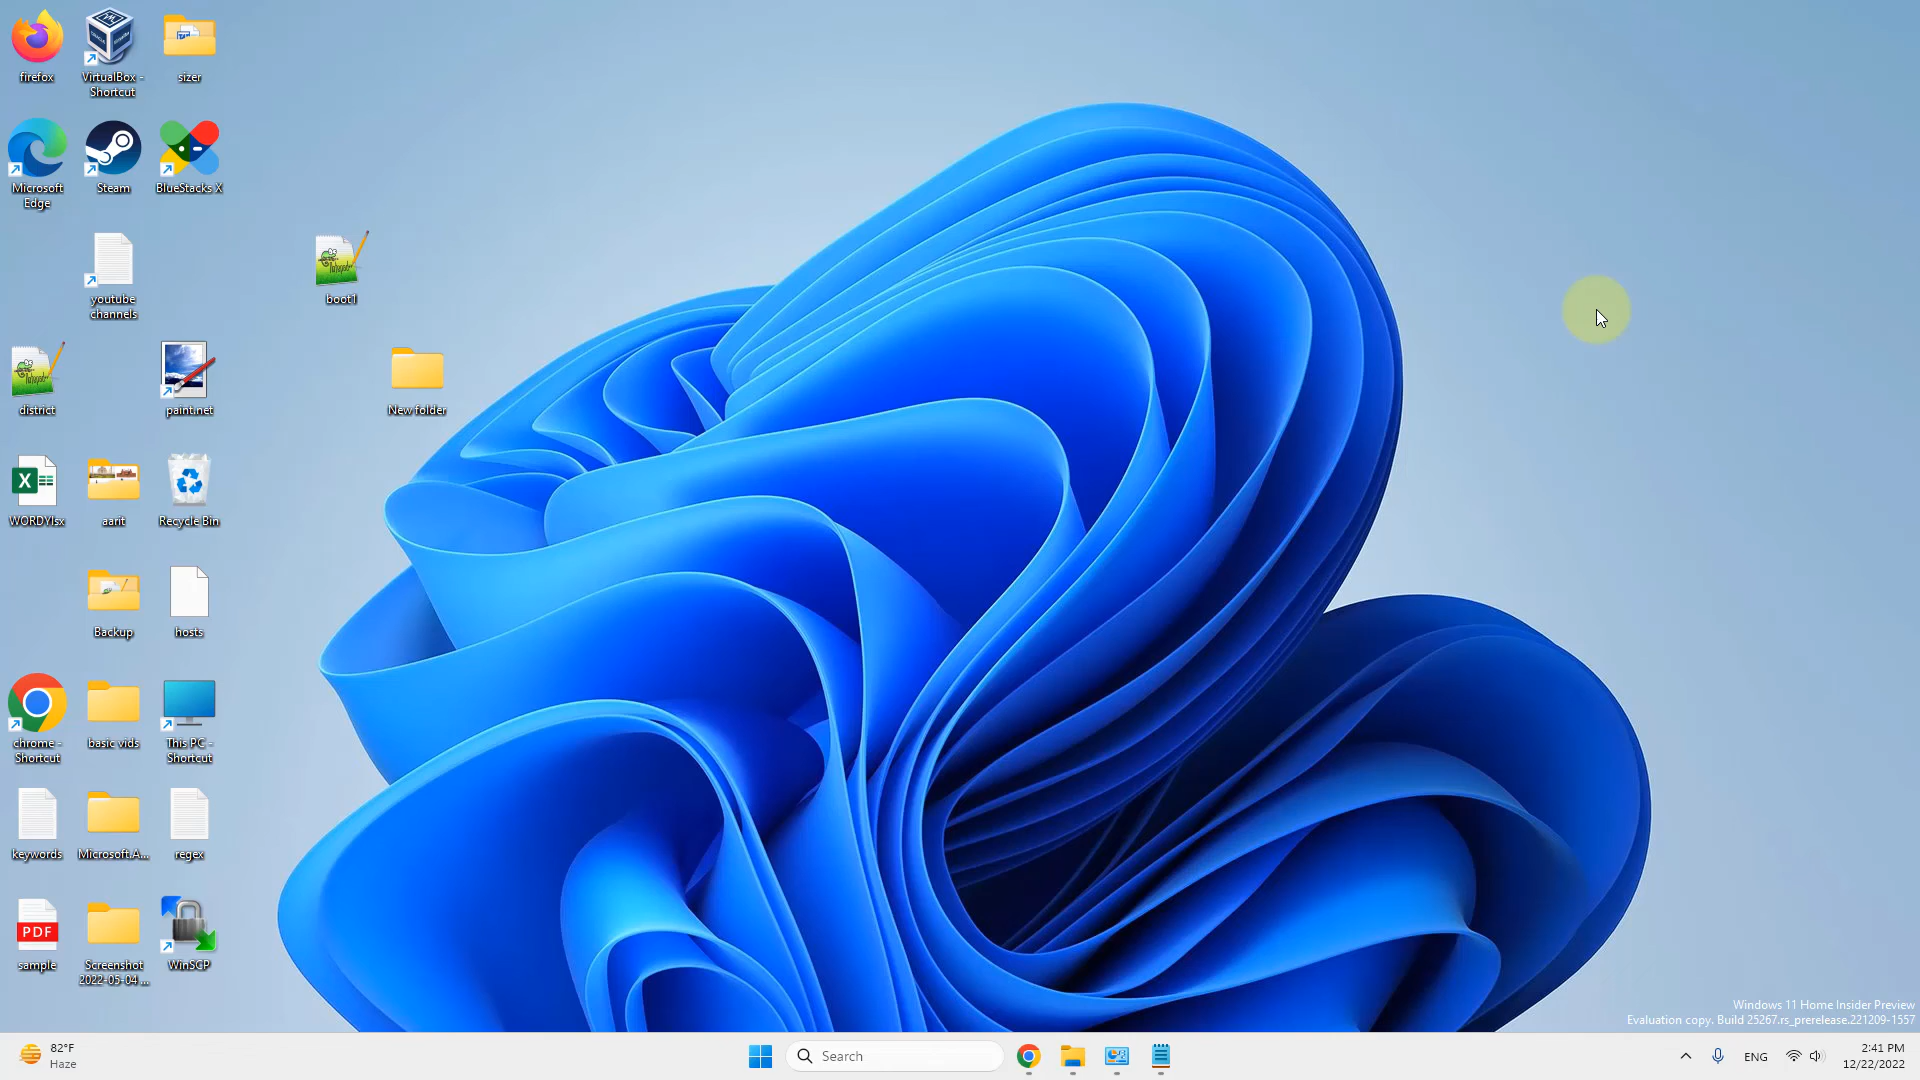 firefox
VirtualBox -
Shortcut
sizer
Microsoft
Edge
Steam
BlueStacks X
youtube
channels
boot1
district
paint.net
New folder
WORDYlsx
aarit
Recycle Bin
Backup
hosts
chrome -
Shortcut
basic vids
This PC -
Shortcut
keywords
Microsoft.A...
regex
PDF
sample
Screenshot
2022-05-04 ...
WinSCP
Windows 11 Home Insider Preview
Evaluation copy. Build 25267.rs_prerelease.221209-1557
82°F
Haze
Search
ENG
2:41 PM
12/22/2022